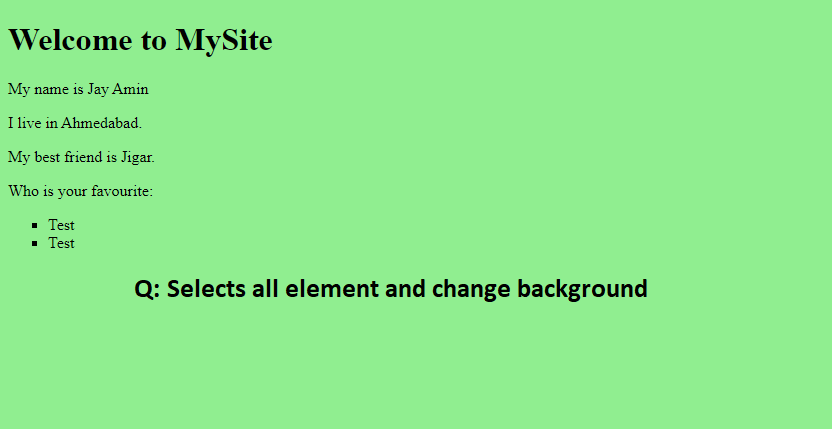 Welcome to MySite
My name is Jay Amin
I live in Ahmedabad.
My best friend is Jigar.
Who is your favourite:
Test
Test
Q: Selects all element and change background